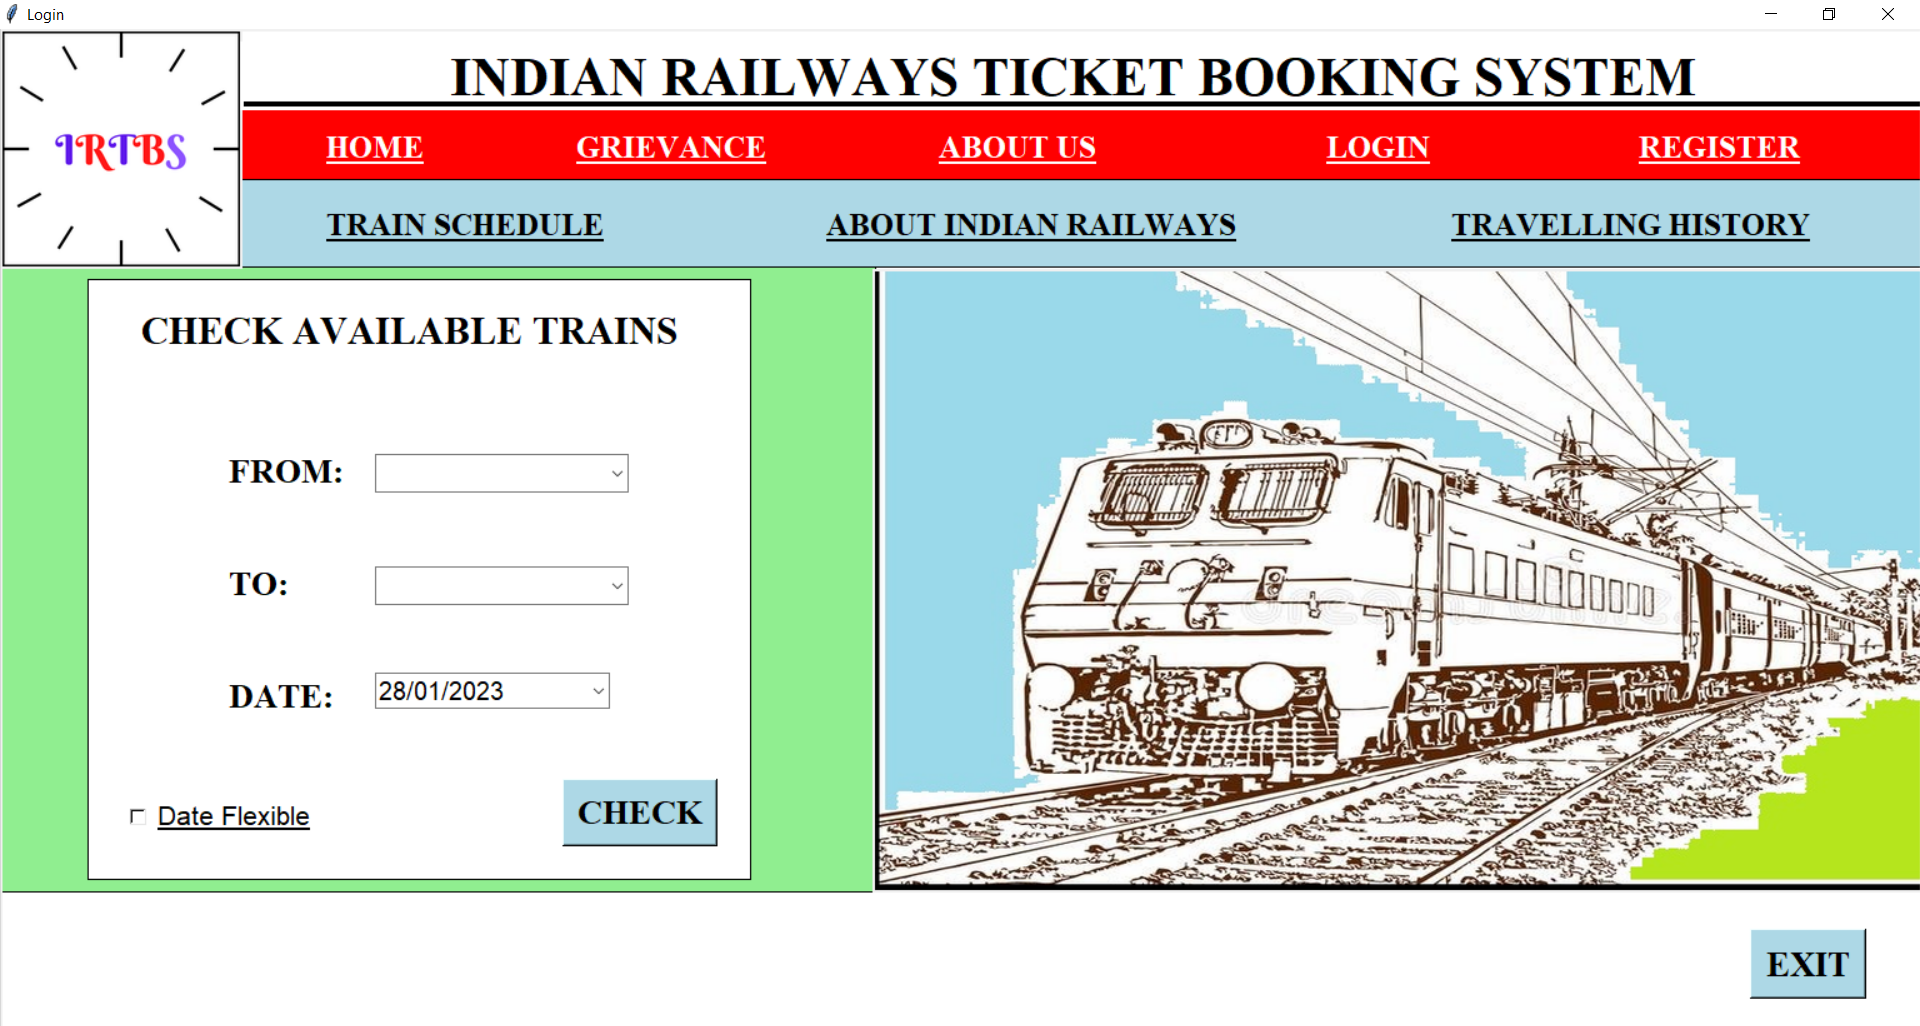 Login
INDIAN RAILWAYS TICKET BOOKING SYSTEM
IRTBS
HOME GRIEVANCE ABOUT US LOGIN REGISTER
TRAIN SCHEDULE ABOUT INDIAN RAILWAYS TRAVELLING HISTORY
CHECK AVAILABLE TRAINS
FROM:
TO:
DATE: 28/01/2023
Date Flexible
CHECK
dreamstime
EXIT